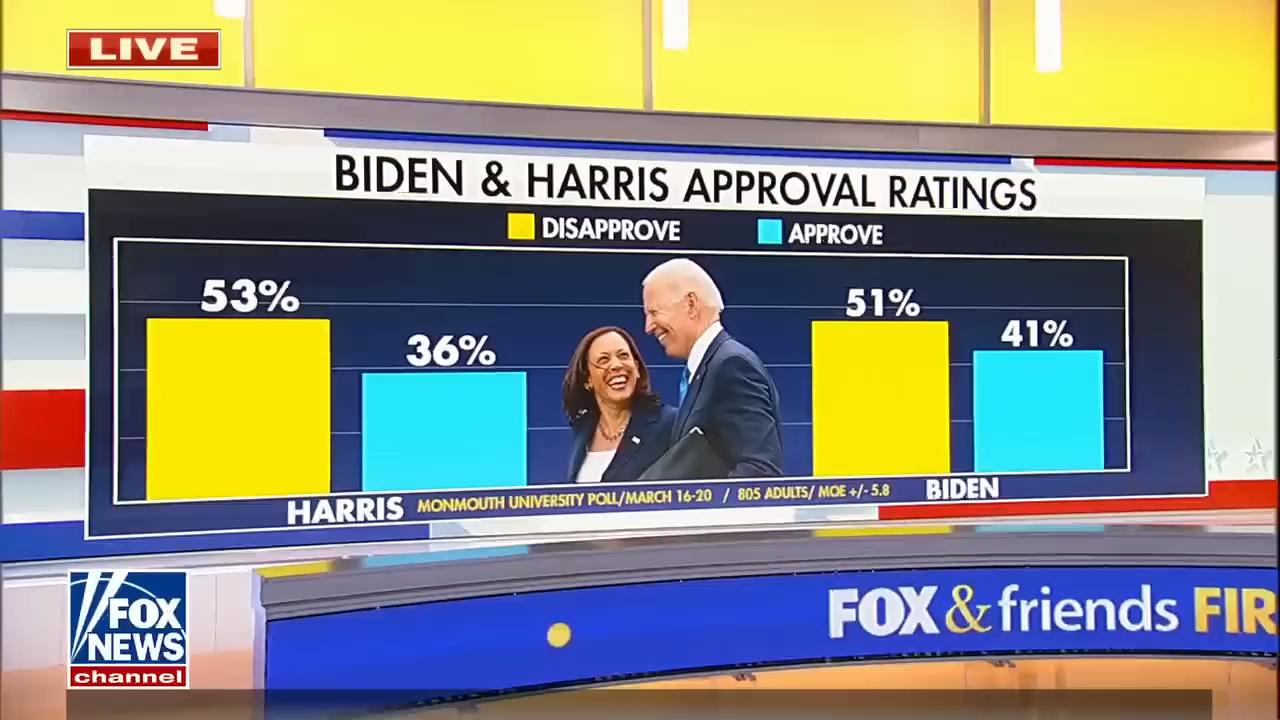 LIVE
BIDEN & HARRIS APPROVAL RATINGS
DISAPPROVE APPROVE
53%
36%
51%
41%
HARRIS MONMOUTH UNIVERSITY POLL/MARCH 16-20 / 805 ADULTS/ MOE +/- 5.8 BIDEN
FOX & friends FIR
FOX
NEWS
channel